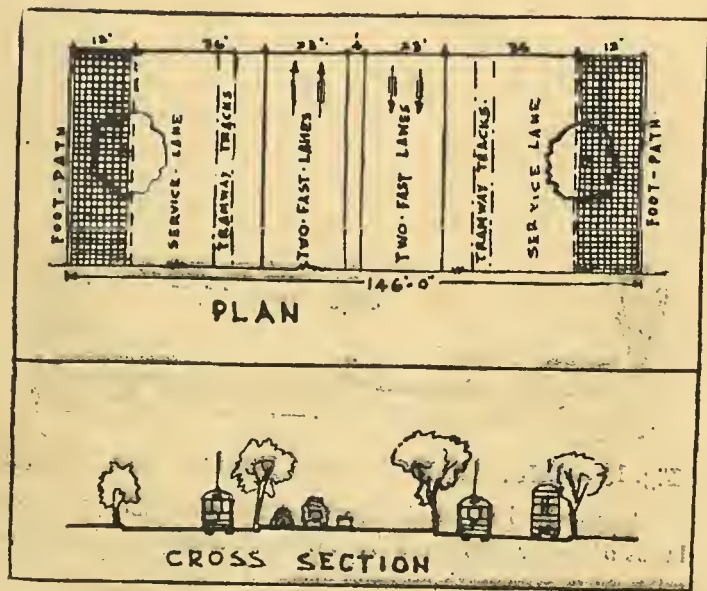 12' 36' 23' 4' 23' 36 12'
FOOT-PATH
SERVICE-LANE
TRAMWAY TRACKS
TWO-FAST-LANES
TWO-FAST LANES
TRAMWAY TRACKS.
SERVICE LANE
FOOT-PATH
146'-0"
PLAN
CROSS SECTION